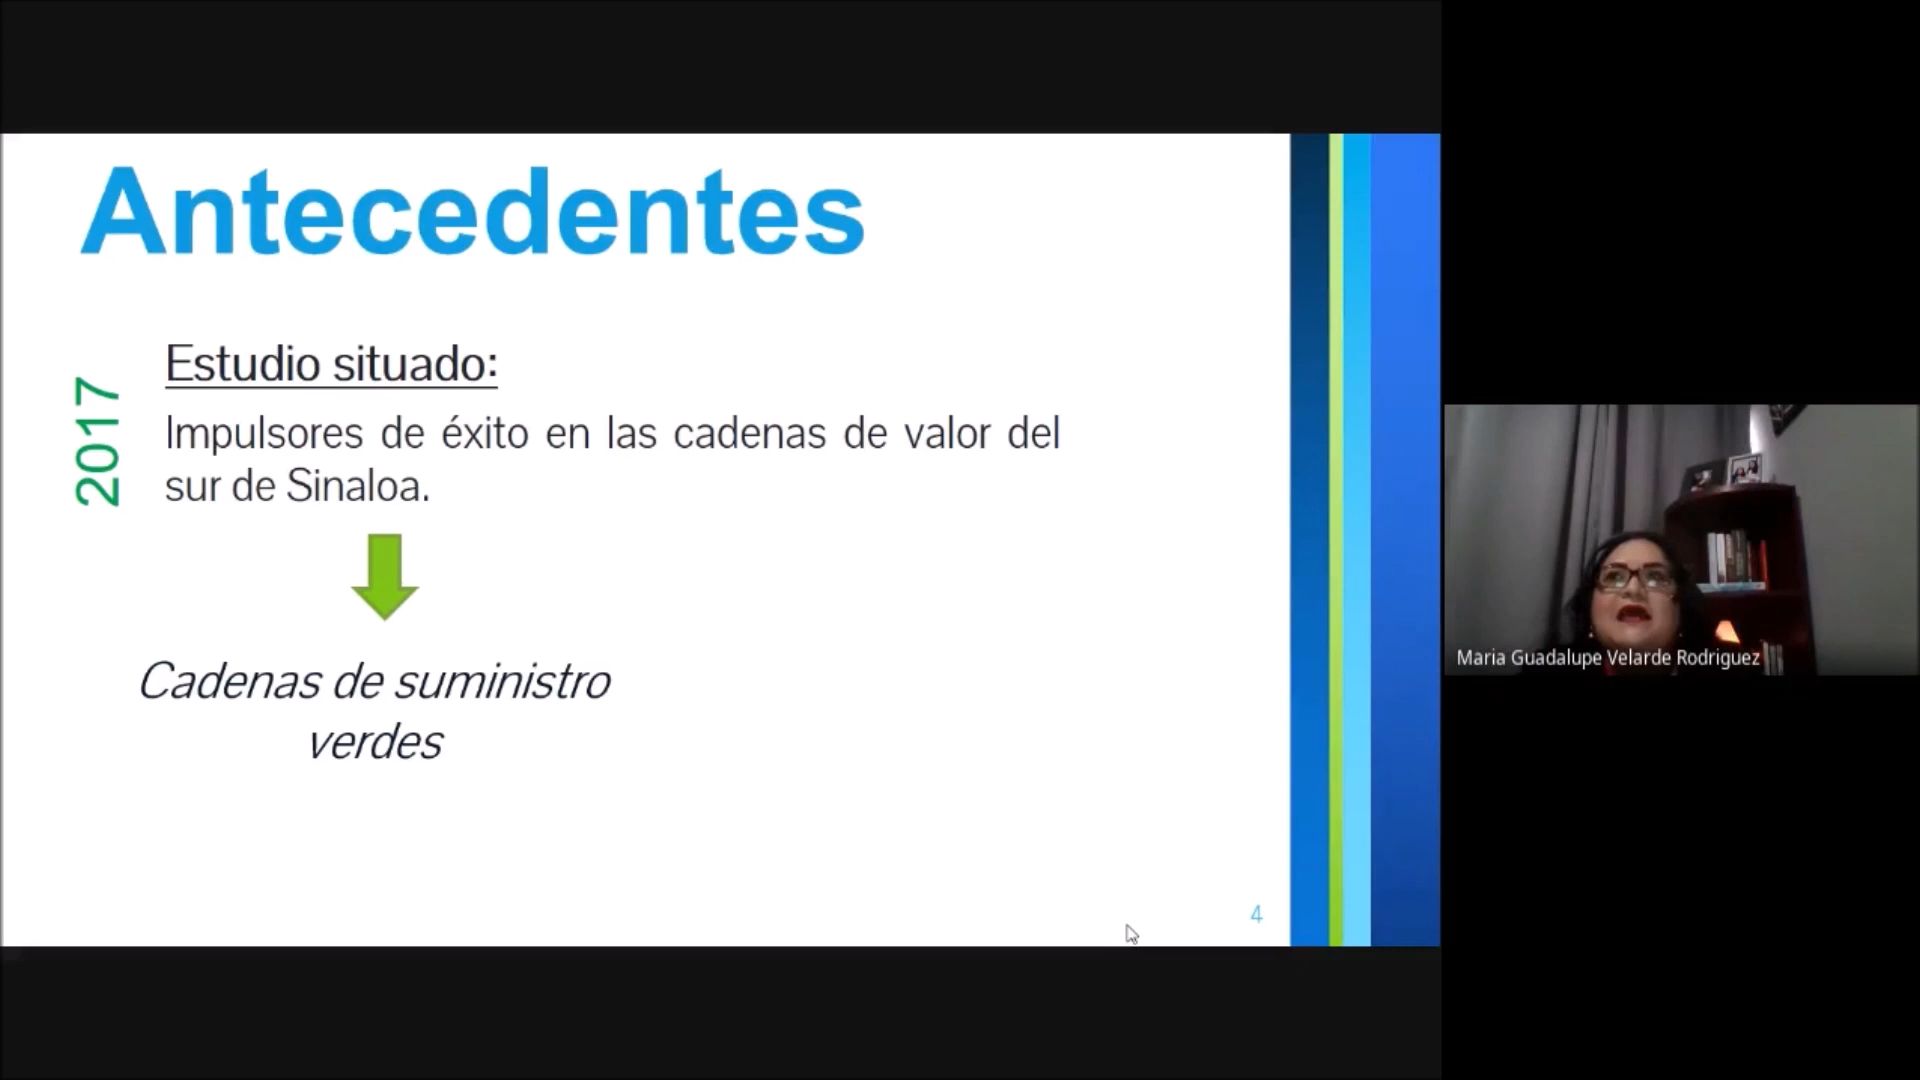 Antecedentes
2017
Estudio situado:
Impulsores de éxito en las cadenas de valor del
sur de Sinaloa.
Cadenas de suministro
verdes
4
Maria Guadalupe Velarde Rodriguez